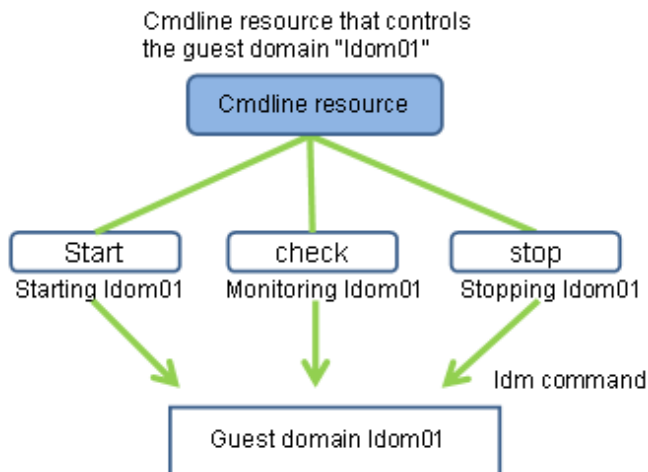 Cmdline resource that controls
the guest domain "ldom01"
Cmdline resource
Start
check
stop
Starting ldom01
Monitoring ldom01
Stopping ldom01
ldm command
Guest domain ldom01